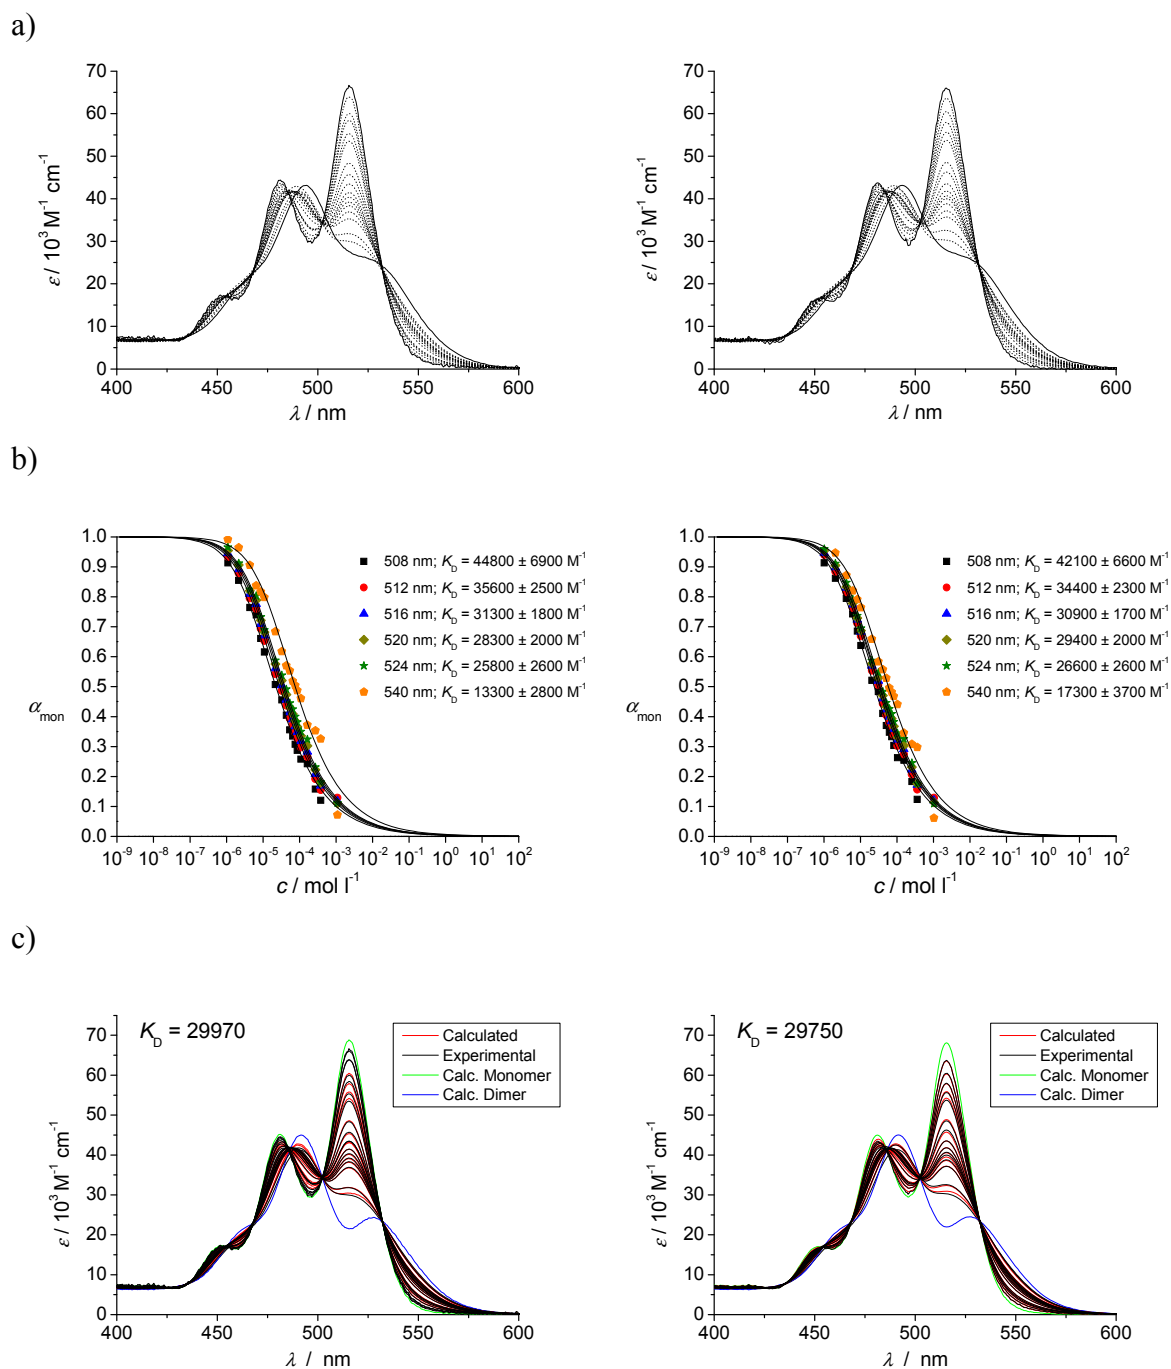 a)
70
60
50
40
30
20
10
0
400 450 500 550 600
λ / nm
ε / 10³ M⁻¹ cm⁻¹
70
60
50
40
30
20
10
0
400 450 500 550 600
λ / nm
ε / 10³ M⁻¹ cm⁻¹
b)
1.0
0.9
0.8
0.7
0.6
0.5
0.4
0.3
0.2
0.1
0.0
α_mon
10⁻⁹ 10⁻⁸ 10⁻⁷ 10⁻⁶ 10⁻⁵ 10⁻⁴ 10⁻³ 10⁻² 10⁻¹ 10⁰ 10¹ 10²
c / mol l⁻¹
508 nm; K_D = 44800 ± 6900 M⁻¹
512 nm; K_D = 35600 ± 2500 M⁻¹
516 nm; K_D = 31300 ± 1800 M⁻¹
520 nm; K_D = 28300 ± 2000 M⁻¹
524 nm; K_D = 25800 ± 2600 M⁻¹
540 nm; K_D = 13300 ± 2800 M⁻¹
1.0
0.9
0.8
0.7
0.6
0.5
0.4
0.3
0.2
0.1
0.0
α_mon
10⁻⁹ 10⁻⁸ 10⁻⁷ 10⁻⁶ 10⁻⁵ 10⁻⁴ 10⁻³ 10⁻² 10⁻¹ 10⁰ 10¹ 10²
c / mol l⁻¹
508 nm; K_D = 42100 ± 6600 M⁻¹
512 nm; K_D = 34400 ± 2300 M⁻¹
516 nm; K_D = 30900 ± 1700 M⁻¹
520 nm; K_D = 29400 ± 2000 M⁻¹
524 nm; K_D = 26600 ± 2600 M⁻¹
540 nm; K_D = 17300 ± 3700 M⁻¹
c)
K_D = 29970
Calculated
Experimental
Calc. Monomer
Calc. Dimer
70
60
50
40
30
20
10
0
400 450 500 550 600
λ / nm
ε / 10³ M⁻¹ cm⁻¹
K_D = 29750
Calculated
Experimental
Calc. Monomer
Calc. Dimer
70
60
50
40
30
20
10
0
400 450 500 550 600
λ / nm
ε / 10³ M⁻¹ cm⁻¹